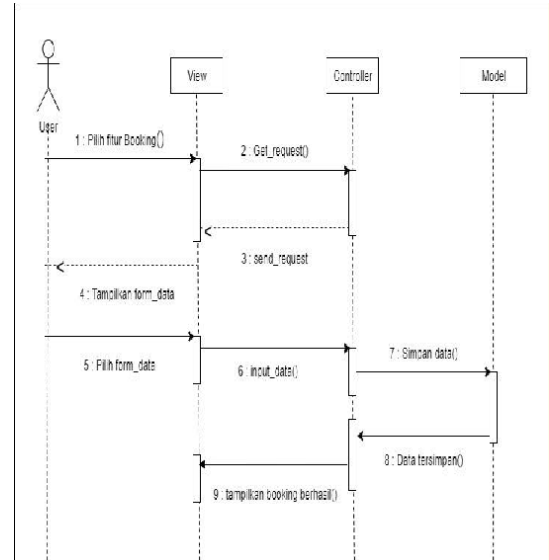 View
Controller
Model
User
1 : Pilih fitur Booking()
2 : Get_request()
3 : send_request
4 : Tampilkan form_data
5 : Pilih form_data
6 : input_data()
7 : Simpan data()
8 : Data tersimpan()
9 : tampilkan booking berhasil()